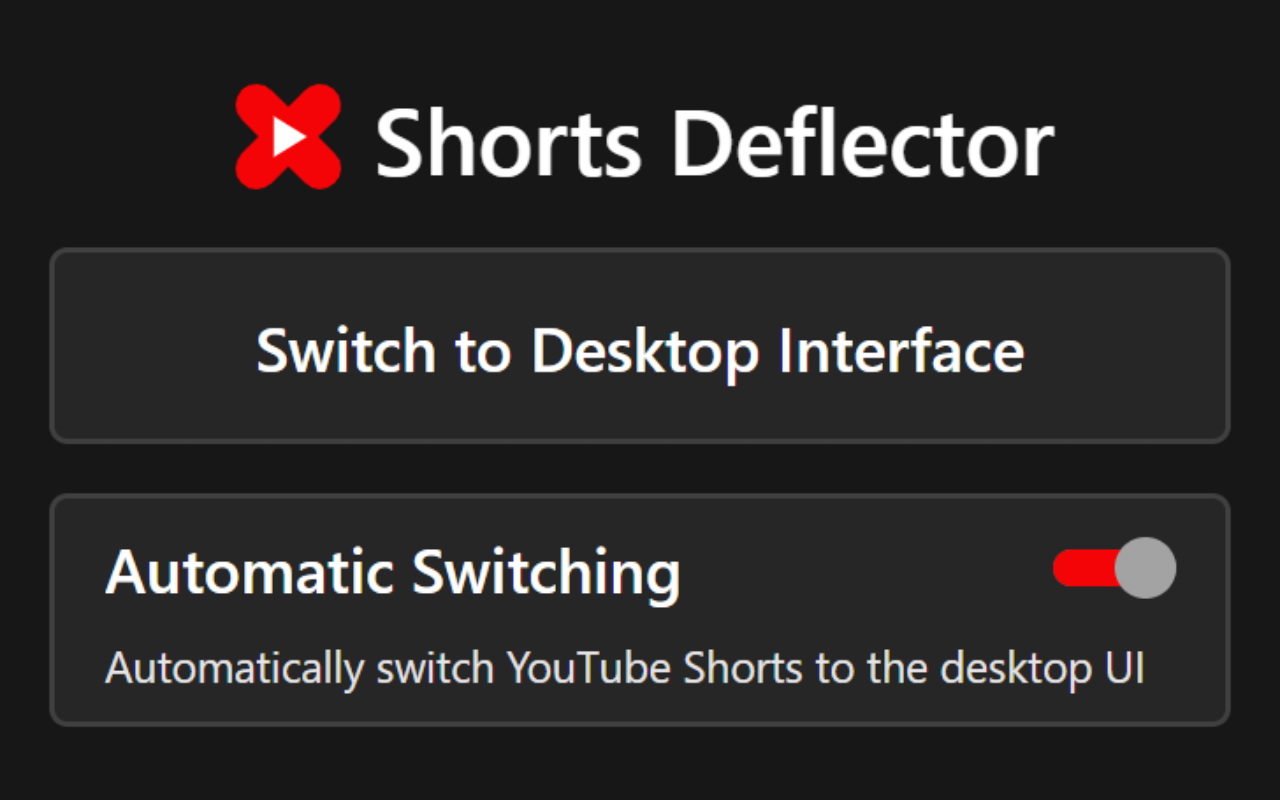 Shorts Deflector
Switch to Desktop Interface
Automatic Switching
Automatically switch YouTube Shorts to the desktop UI